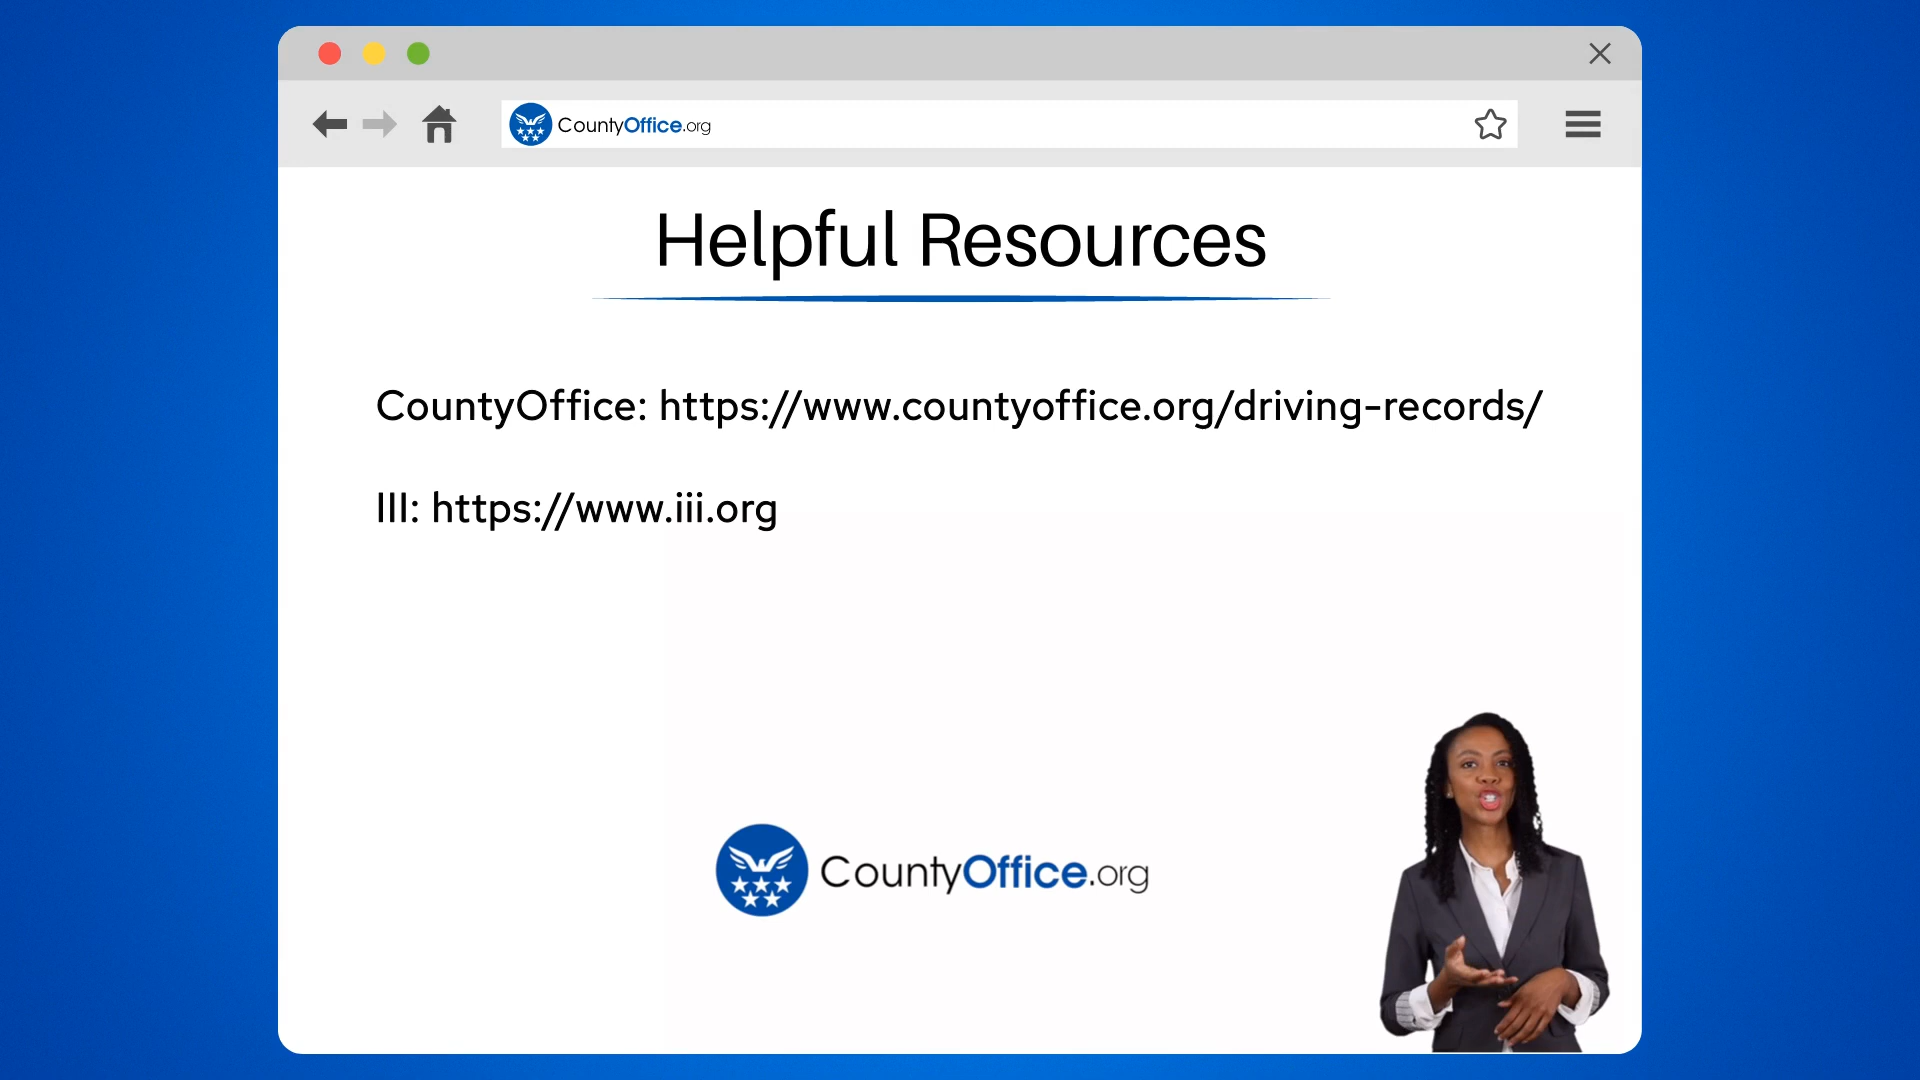 CountyOffice.org
Helpful Resources
CountyOffice: https://www.countyoffice.org/driving-records/
III: https://www.iii.org
CountyOffice.org